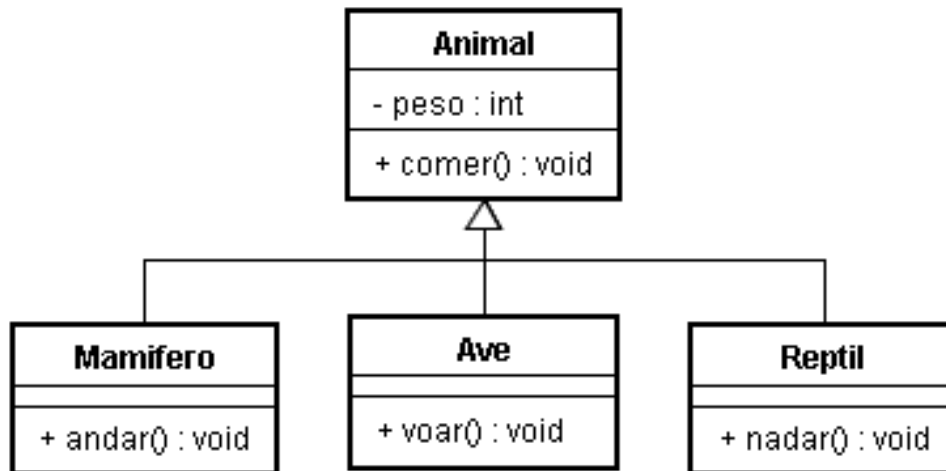 Animal
- peso : int
+ comer() : void
Mamifero
+ andar() : void
Ave
+ voar() : void
Reptil
+ nadar() : void